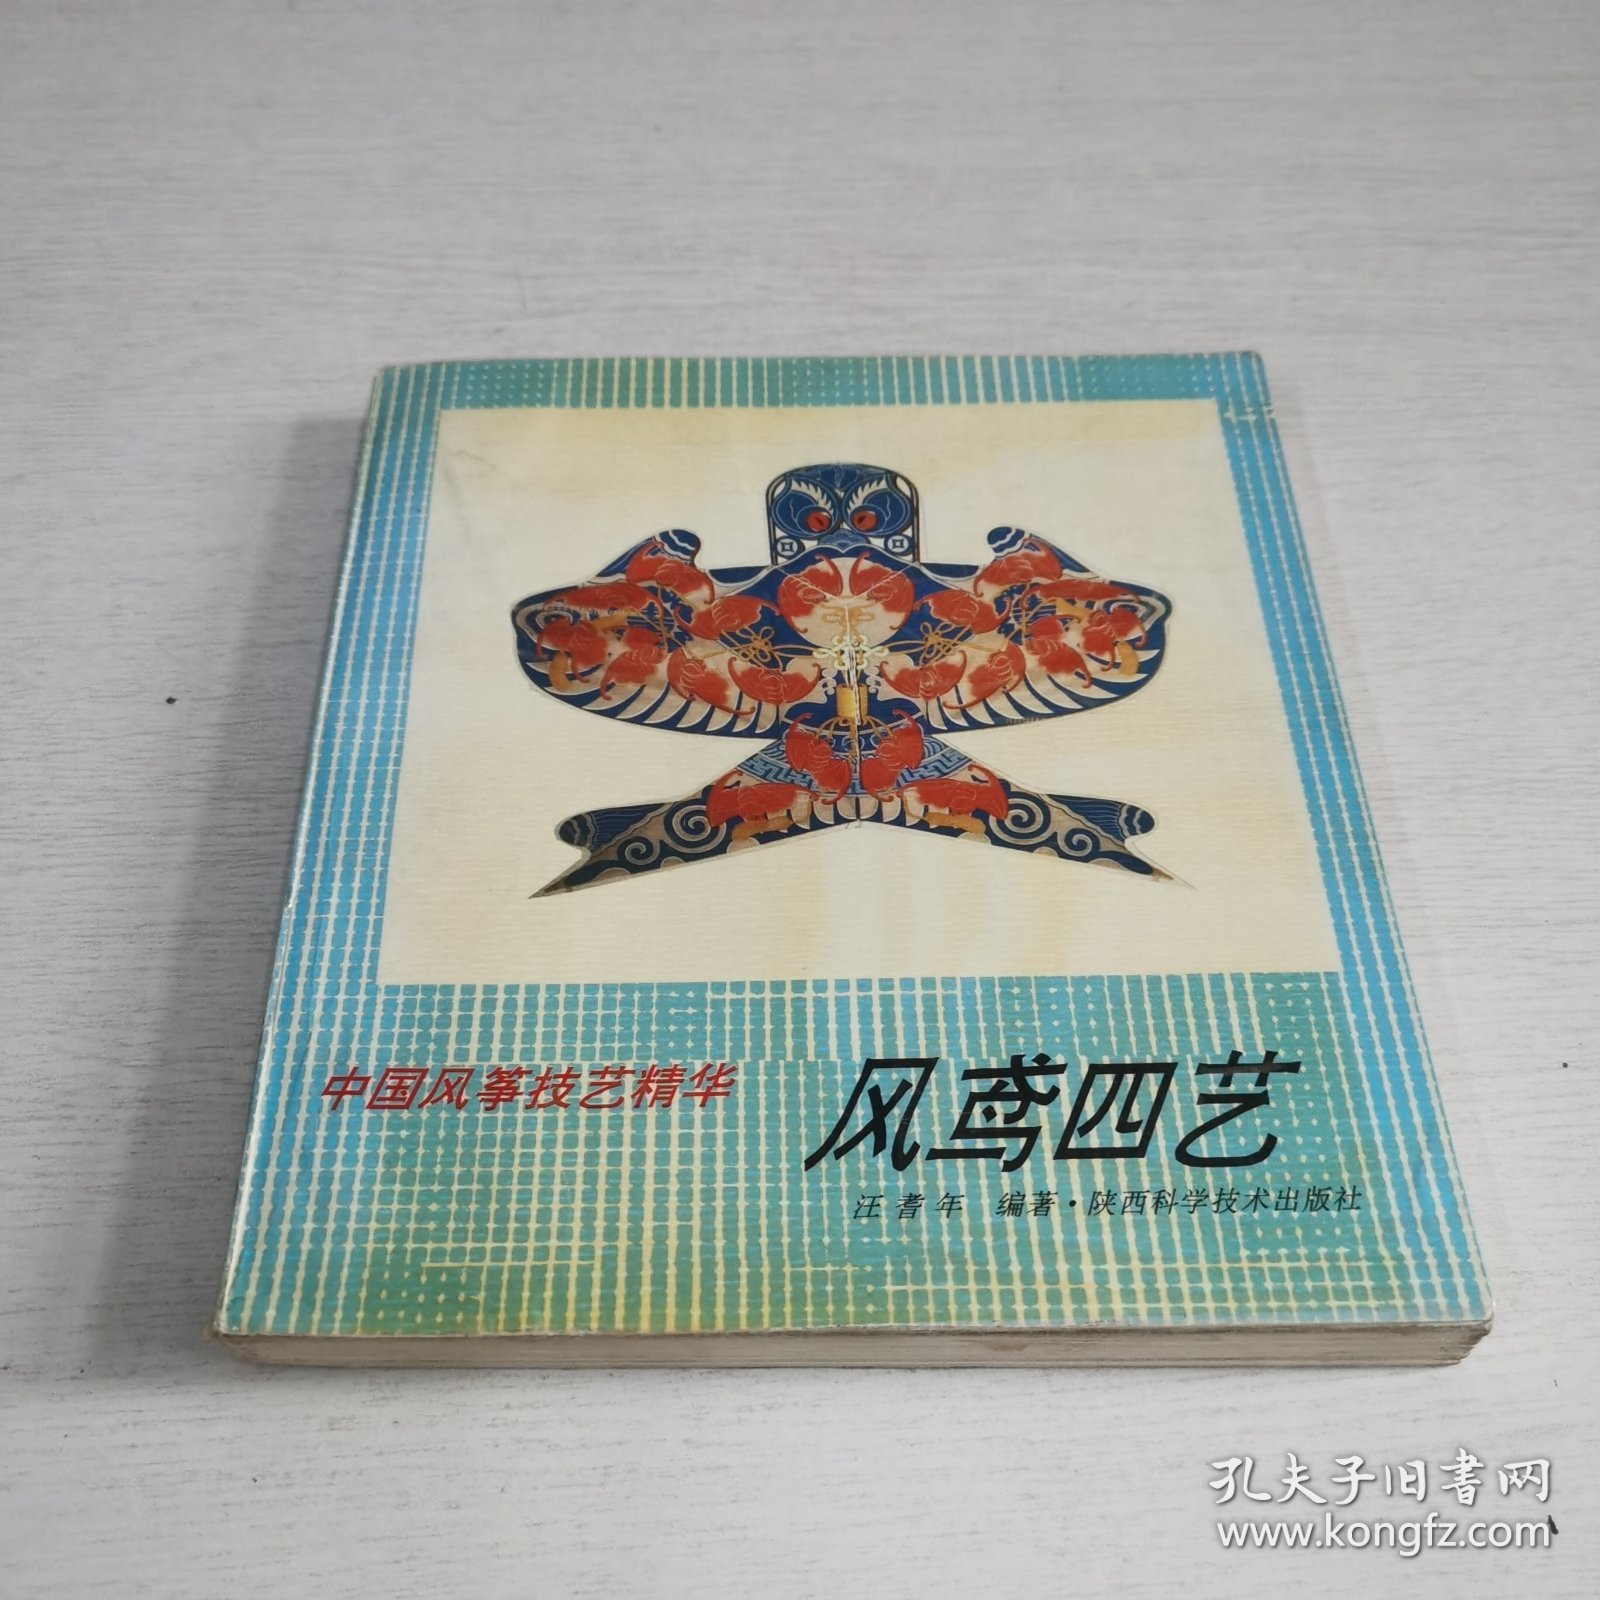 中国风筝技艺精华
风鸢四艺
汪耆年 编著·陕西科学技术出版社
孔夫子旧书网
www.kongfz.com